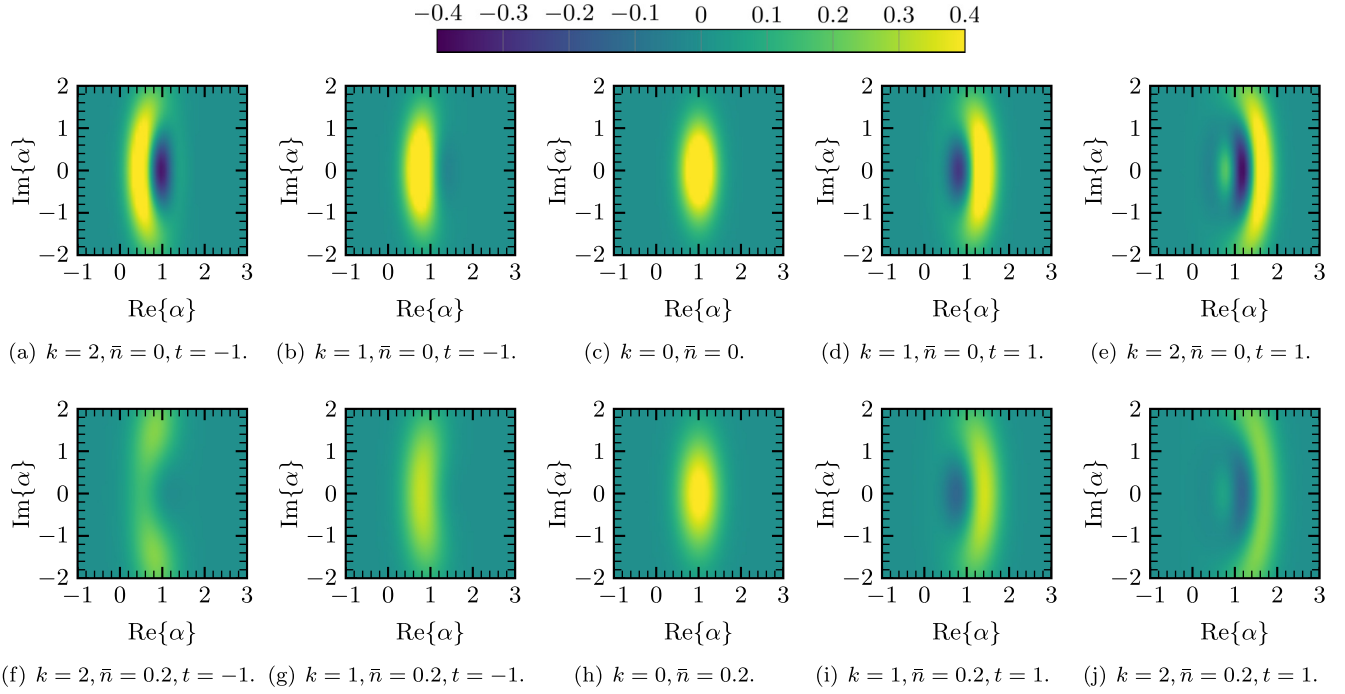 −0.4 −0.3 −0.2 −0.1 0 0.1 0.2 0.3 0.4
2 2 2 2 2
1 1 1 1 1
Im{α} 0 Im{α} 0 Im{α} 0 Im{α} 0 Im{α} 0
−1 −1 −1 −1 −1
−2 −2 −2 −2 −2
−1 0 1 2 3 −1 0 1 2 3 −1 0 1 2 3 −1 0 1 2 3 −1 0 1 2 3
Re{α} Re{α} Re{α} Re{α} Re{α}
(a) k = 2, n̄ = 0, t = −1. (b) k = 1, n̄ = 0, t = −1. (c) k = 0, n̄ = 0. (d) k = 1, n̄ = 0, t = 1. (e) k = 2, n̄ = 0, t = 1.
2 2 2 2 2
1 1 1 1 1
Im{α} 0 Im{α} 0 Im{α} 0 Im{α} 0 Im{α} 0
−1 −1 −1 −1 −1
−2 −2 −2 −2 −2
−1 0 1 2 3 −1 0 1 2 3 −1 0 1 2 3 −1 0 1 2 3 −1 0 1 2 3
Re{α} Re{α} Re{α} Re{α} Re{α}
(f) k = 2, n̄ = 0.2, t = −1. (g) k = 1, n̄ = 0.2, t = −1. (h) k = 0, n̄ = 0.2. (i) k = 1, n̄ = 0.2, t = 1. (j) k = 2, n̄ = 0.2, t = 1.